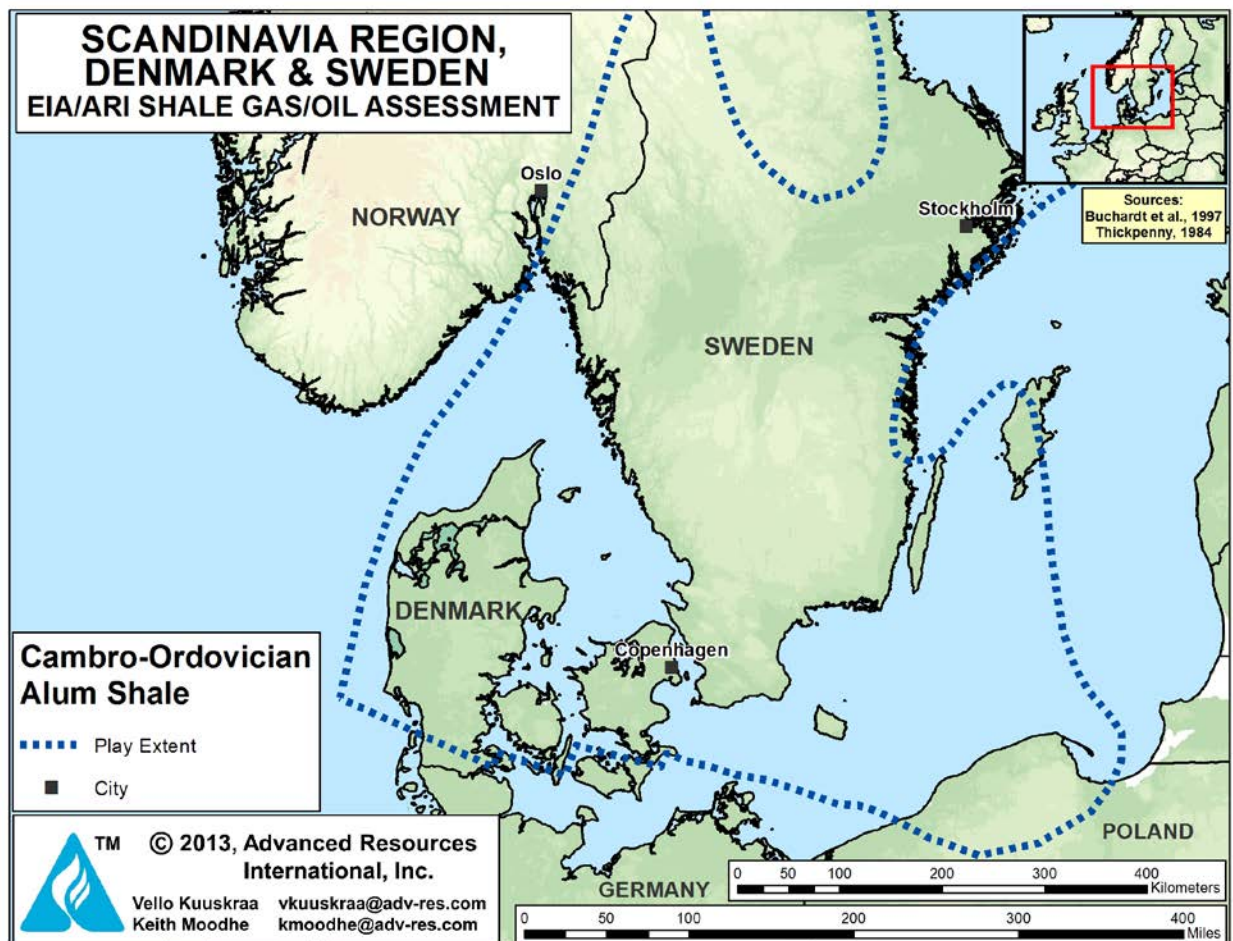 SCANDINAVIA REGION,
DENMARK & SWEDEN
EIA/ARI SHALE GAS/OIL ASSESSMENT
Sources:
Buchardt et al., 1997
Thickpenny, 1984
Oslo
NORWAY
Stockholm
SWEDEN
DENMARK
Copenhagen
Cambro-Ordovician
Alum Shale
Play Extent
City
POLAND
GERMANY
0 50 100 200 300 400
Kilometers
0 50 100 200 300 400
Miles
TM
© 2013, Advanced Resources
International, Inc.
Vello Kuuskraa vkuuskraa@adv-res.com
Keith Moodhe kmoodhe@adv-res.com